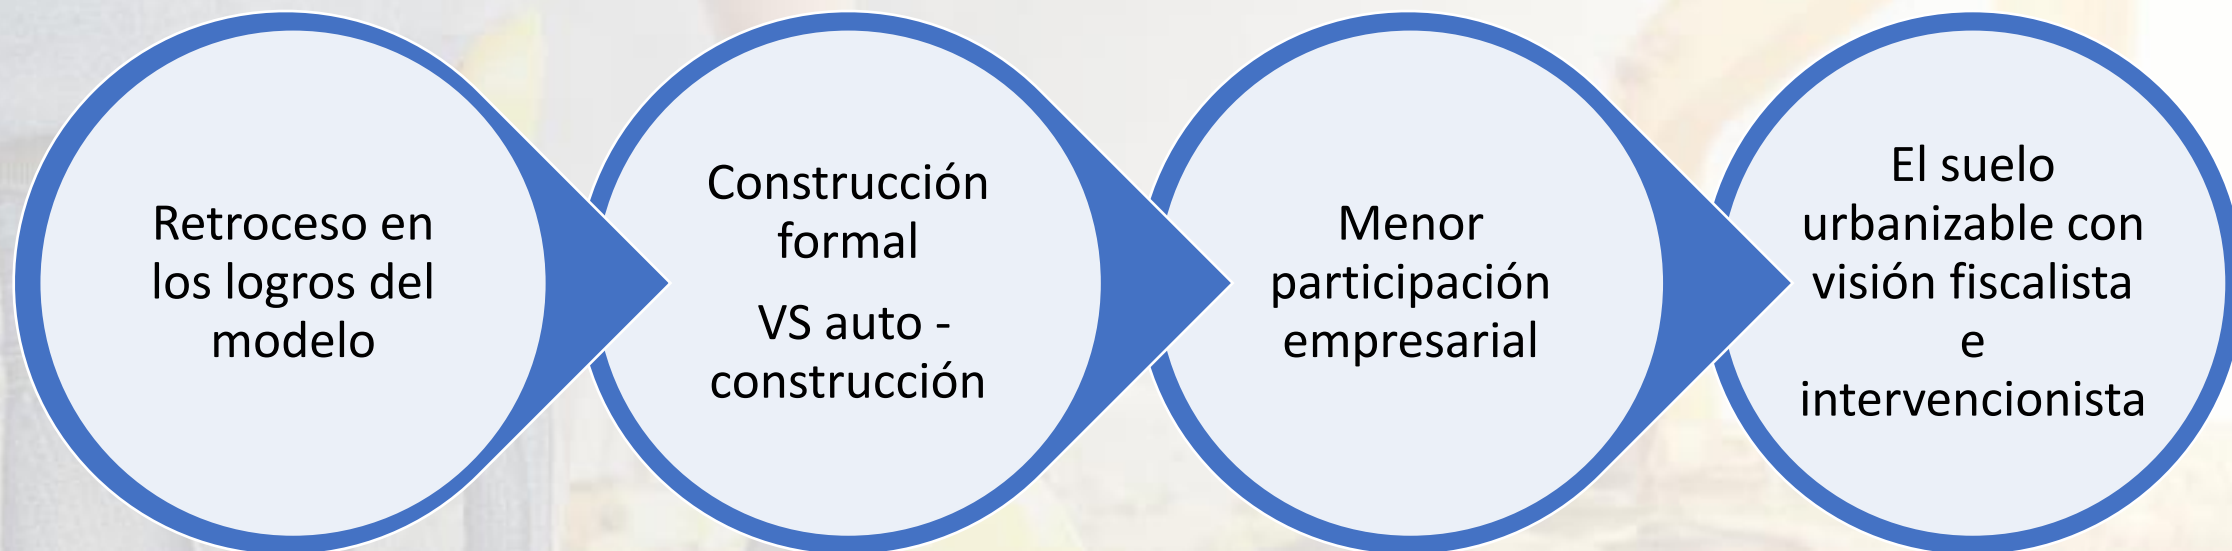 Retroceso en
los logros del
modelo
Construcción
formal
VS auto -
construcción
Menor
participación
empresarial
El suelo
urbanizable con
visión fiscalista
e
intervencionista